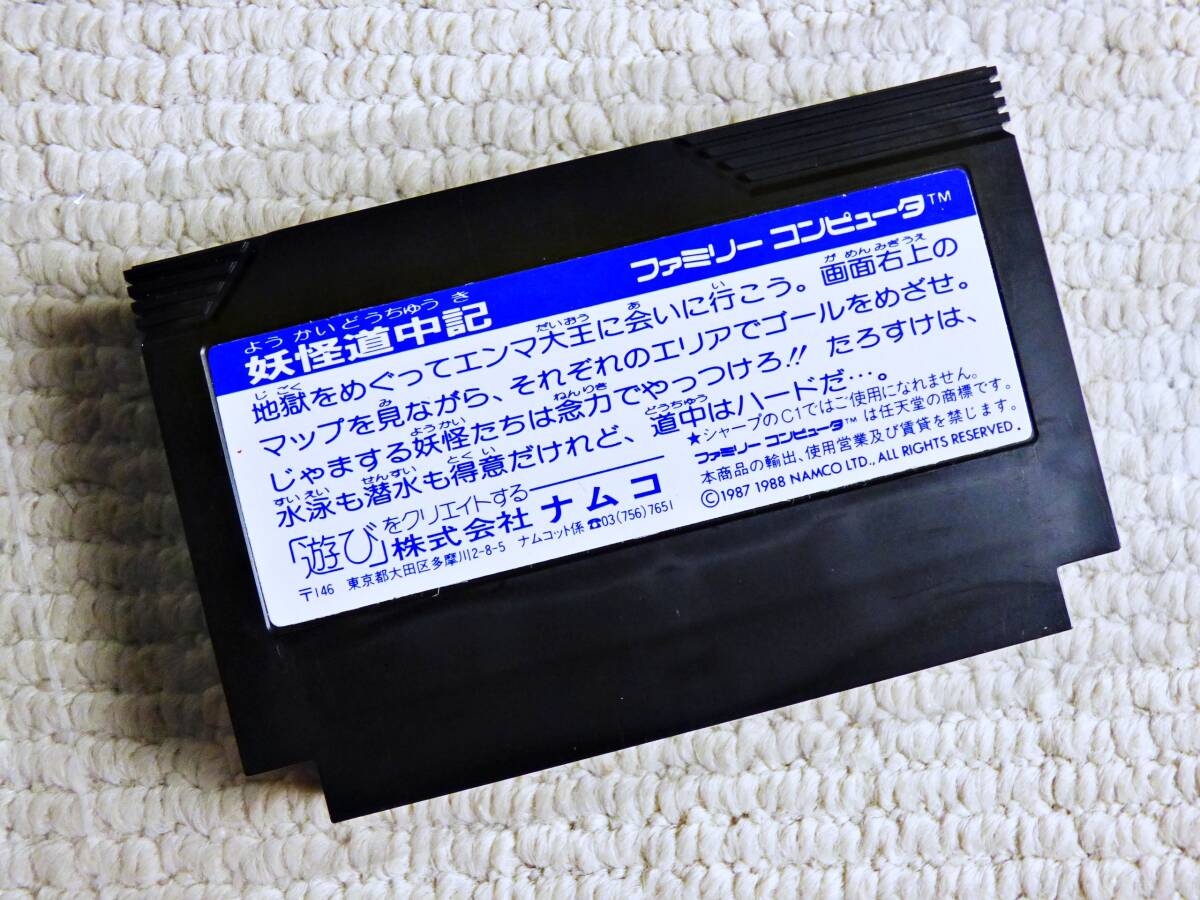 ファミリー コンピュータ™
よう かい どう ちゅう き
妖怪道中記
じ ごく だいおう あ い が めん みぎ うえ
地獄をめぐってエンマ大王に会いに行こう。画面右上の
み
マップを見ながら、それぞれのエリアでゴールをめざせ。
ようかい ねんりき
じゃまする妖怪たちは念力でやっつけろ!! たろすけは、
すいえい せんすい とく い どうちゅう
水泳も潜水も得意だけれど、道中はハードだ…。
「遊び」をクリエイトする
株式会社 ナムコ
〒146 東京都大田区多摩川2-8-5 ナムコット係 ☎03(756)7651
★シャープのC1ではご使用になれません。
ファミリー コンピュータ™ は任天堂の商標です。
本商品の輸出、使用営業及び賃貸を禁じます。
©1987 1988 NAMCO LTD., ALL RIGHTS RESERVED.